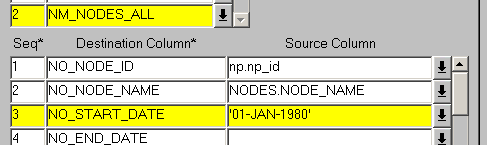 2 NM_NODES_ALL
Seq* Destination Column* Source Column
1 NO_NODE_ID np.np_id
2 NO_NODE_NAME NODES.NODE_NAME
3 NO_START_DATE '01-JAN-1980'
4 NO_END_DATE